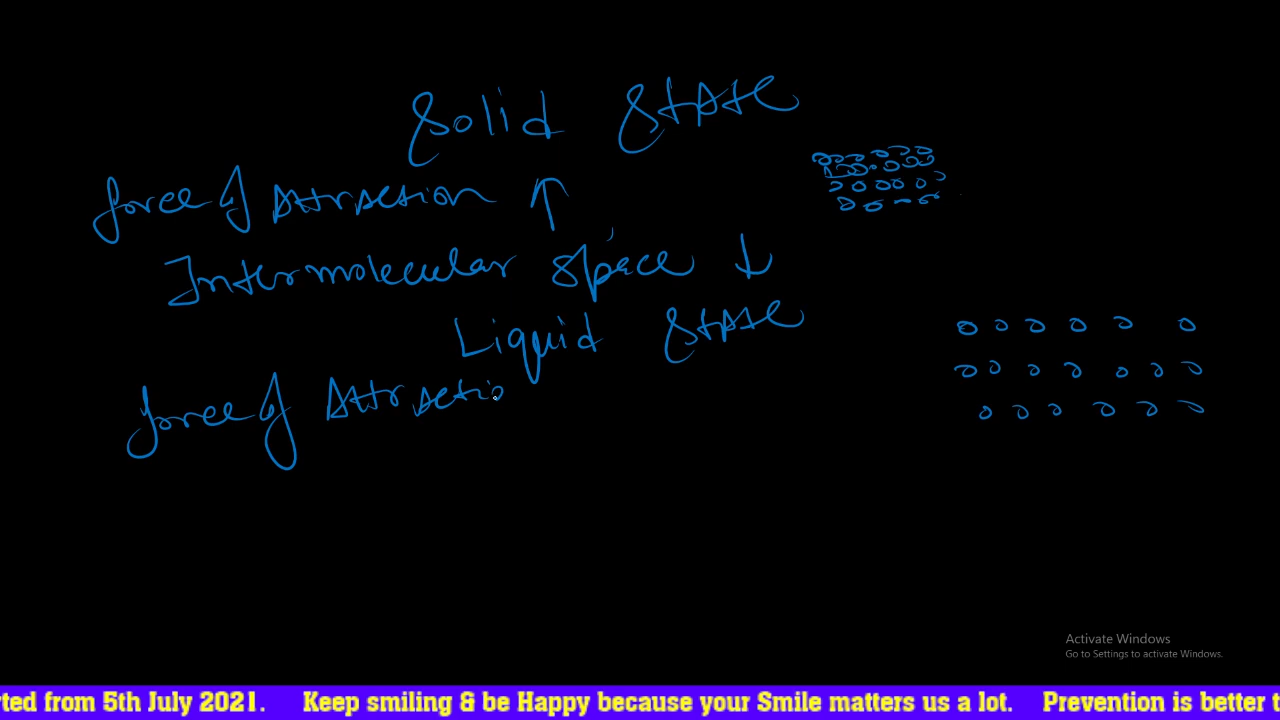 Solid State
force of Attraction ↑
Intermolecular space ↓
Liquid State
force of Attractio
Activate Windows
Go to Settings to activate Windows.
rted from 5th July 2021. Keep smiling & be Happy because your Smile matters us a lot. Prevention is better t